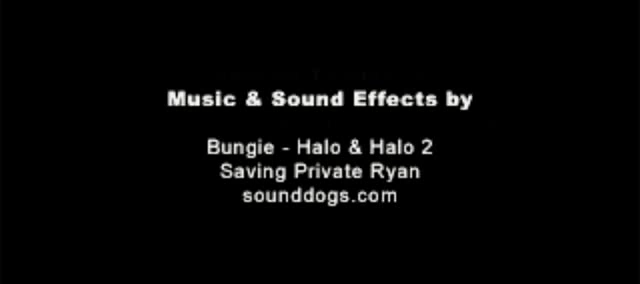 Music & Sound Effects by
Bungie - Halo & Halo 2
Saving Private Ryan
sounddogs.com